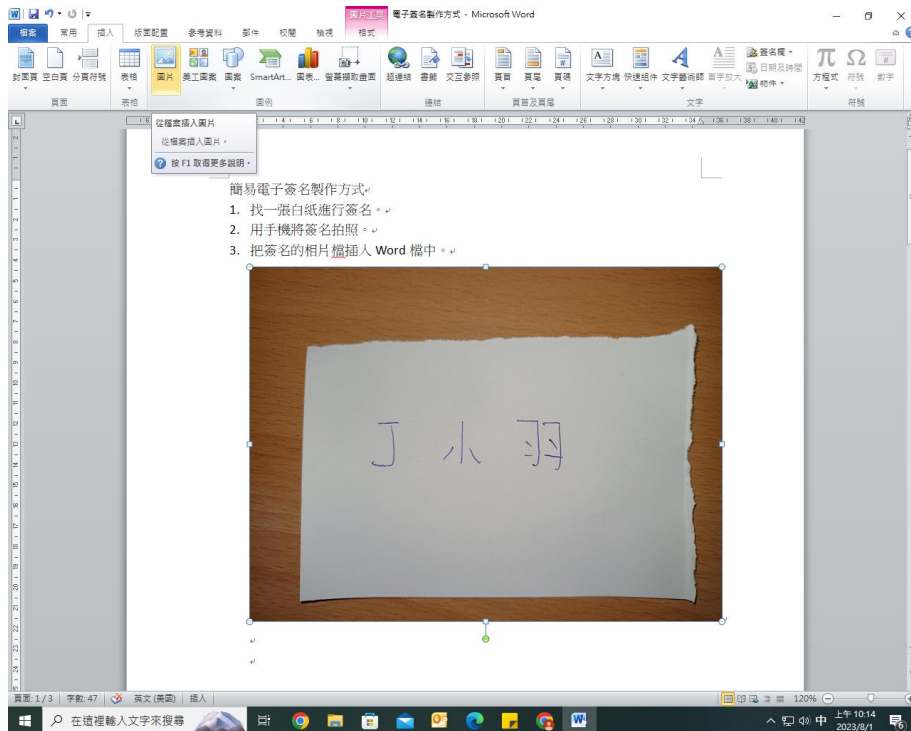 圖片工具 電子簽名製作方式 - Microsoft Word
檔案 常用 插入 版面配置 參考資料 郵件 校閱 檢視 格式
封面頁 空白頁 分頁符號 表格 圖片 美工圖案 圖案 SmartArt... 圖表... 螢幕擷取畫面 超連結 書籤 交互參照 頁首 頁尾 頁碼 文字方塊 快速組件 文字藝術師 首字放大 簽名欄 日期及時間 物件 方程式 符號 數字
頁面 表格 圖例 連結 頁首及頁尾 文字 符號
從檔案插入圖片
從檔案插入圖片。
按 F1 取得更多說明。
簡易電子簽名製作方式
1. 找一張白紙進行簽名。
2. 用手機將簽名拍照。
3. 把簽名的相片檔插入 Word 檔中。
丁小羽
頁面: 1/3 字數: 47 英文 (美國) 插入 120%
在這裡輸入文字來搜尋 中 上午 10:14
2023/8/1